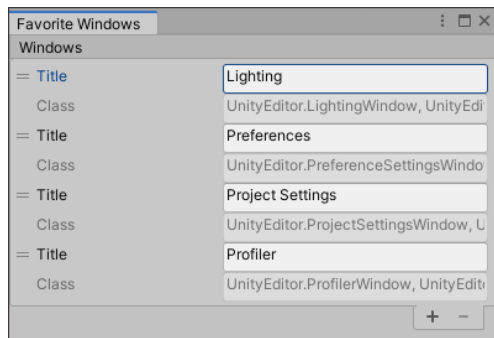 Favorite Windows
Windows
Title Lighting
Class UnityEditor.LightingWindow, UnityEdi
Title Preferences
Class UnityEditor.PreferenceSettingsWindo
Title Project Settings
Class UnityEditor.ProjectSettingsWindow, U
Title Profiler
Class UnityEditor.ProfilerWindow, UnityEdit